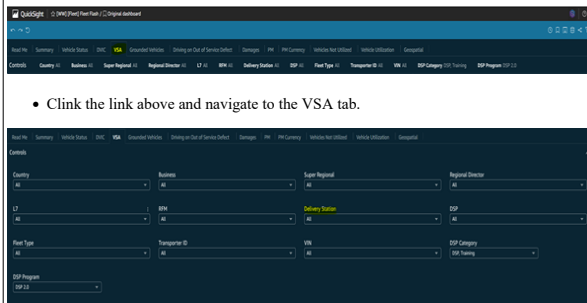 QuickSight [WW] [Fleet] Fleet Flash / Original dashboard
Read Me Summary Vehicle Status DVIC VSA Grounded Vehicles Driving on Out of Service Defect Damages PM PM Currency Vehicles Not Utilized Vehicle Utilization Geospatial
Controls Country All Business All Super Regional All Regional Director All L7 All RFM All Delivery Station All DSP All Fleet Type All Transporter ID All VIN All DSP Category DSP, Training DSP Program DSP 2.0
• Clink the link above and navigate to the VSA tab.
Read Me Summary Vehicle Status DVIC VSA Grounded Vehicles Driving on Out of Service Defect Damages PM PM Currency Vehicles Not Utilized Vehicle Utilization Geospatial
Controls
Country Business Super Regional Regional Director
All All All All
L7 RFM Delivery Station DSP
All All All All
Fleet Type Transporter ID VIN DSP Category
All All All DSP, Training
DSP Program
DSP 2.0